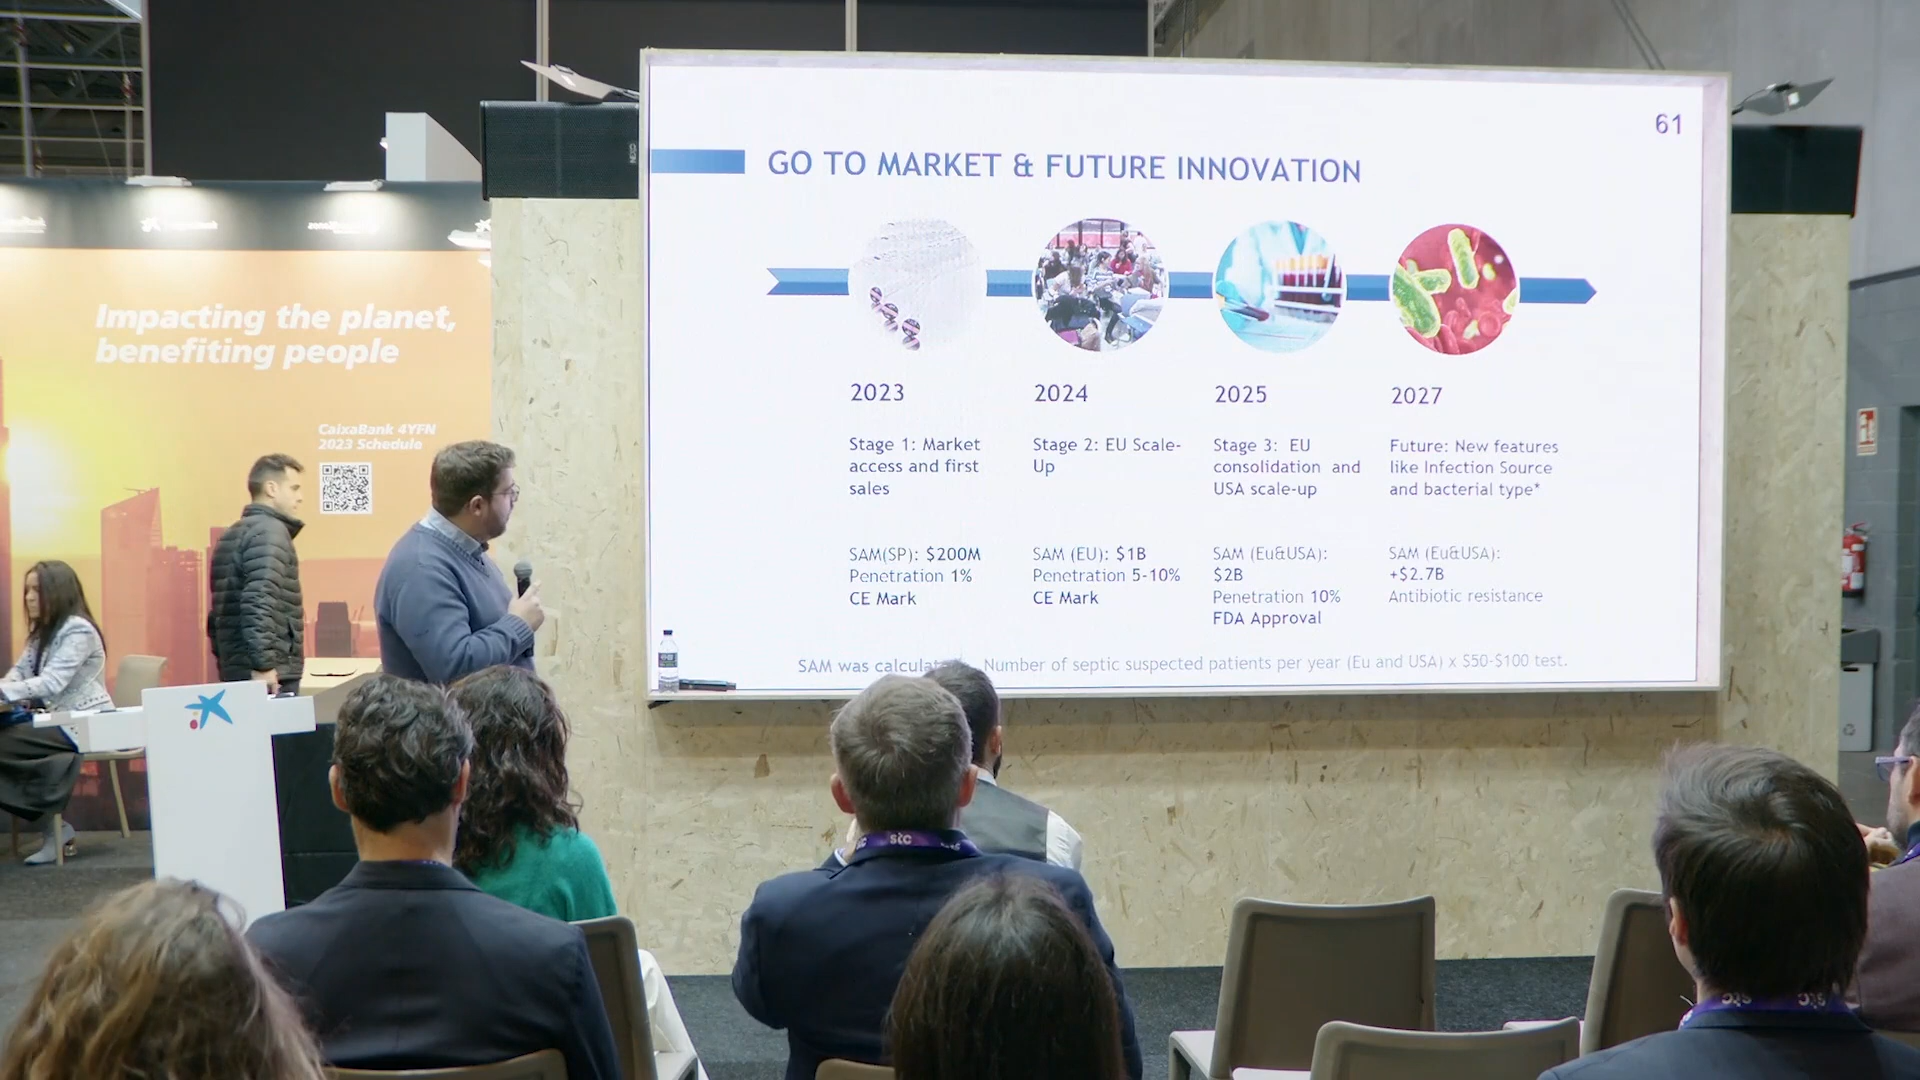 61
GO TO MARKET & FUTURE INNOVATION
2023
Stage 1: Market
access and first
sales
SAM(SP): $200M
Penetration 1%
CE Mark
2024
Stage 2: EU Scale-
Up
SAM (EU): $1B
Penetration 5-10%
CE Mark
2025
Stage 3: EU
consolidation and
USA scale-up
SAM (Eu&USA):
$2B
Penetration 10%
FDA Approval
2027
Future: New features
like Infection Source
and bacterial type*
SAM (Eu&USA):
+$2.7B
Antibiotic resistance
SAM was Number of septic suspected patients per year (Eu and USA) x $50-$100 test.
Impacting the planet,
benefiting people
CaixaBank 4YFN
2023 Schedule
NEXO
stc